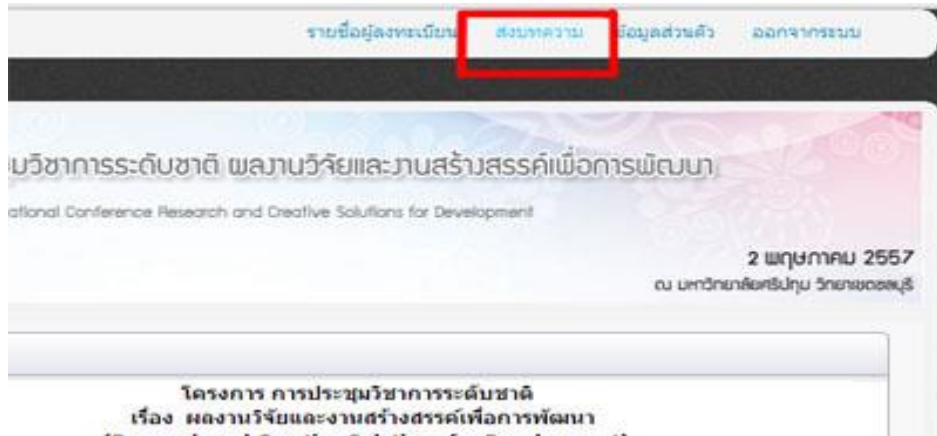 รายชื่อผู้ลงทะเบียน ส่งบทความ ข้อมูลส่วนตัว ออกจากระบบ
มวิชาการระดับชาติ ผลงานวิจัยและงานสร้างสรรค์เพื่อการพัฒนา
ational Conference Research and Creative Solutions for Development
2 พฤษภาคม 2557
ณ มหาวิทยาลัยศรีปทุม วิทยาเขตชลบุรี
โครงการ การประชุมวิชาการระดับชาติ
เรื่อง ผลงานวิจัยและงานสร้างสรรค์เพื่อการพัฒนา